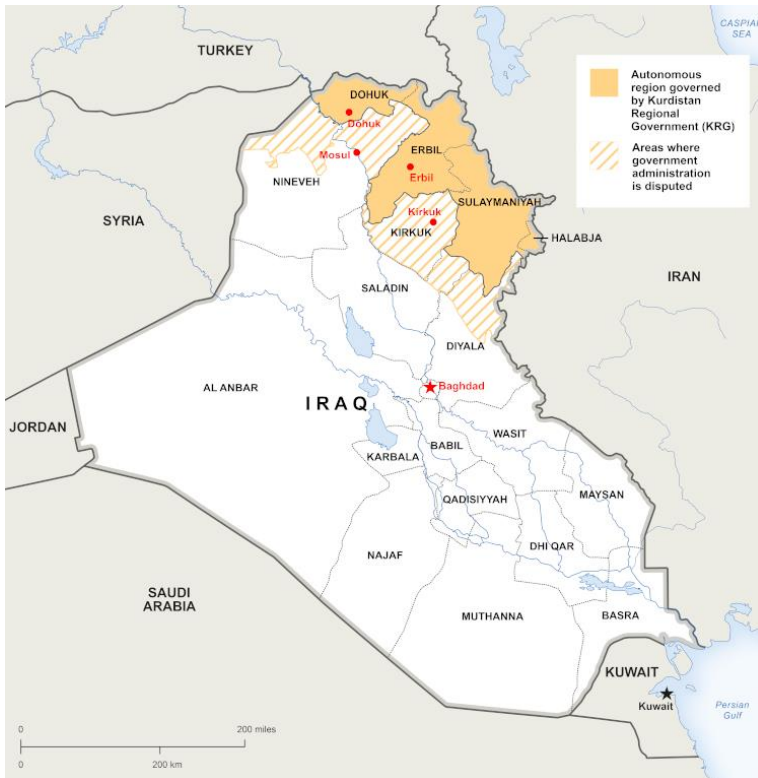 CASPIAN
SEA
TURKEY
Autonomous
region governed
by Kurdistan
Regional
Government (KRG)
Areas where
government
administration
is disputed
DOHUK
Dohuk
ERBIL
Mosul
Erbil
NINEVEH
SULAYMANIYAH
Kirkuk
KIRKUK
SYRIA
HALABJA
IRAN
SALADIN
DIYALA
AL ANBAR
Baghdad
IRAQ
JORDAN
WASIT
BABIL
KARBALA
MAYSAN
QADISIYYAH
DHI QAR
NAJAF
SAUDI
ARABIA
MUTHANNA
BASRA
KUWAIT
Kuwait
Persian
Gulf
0 200 miles
0 200 km